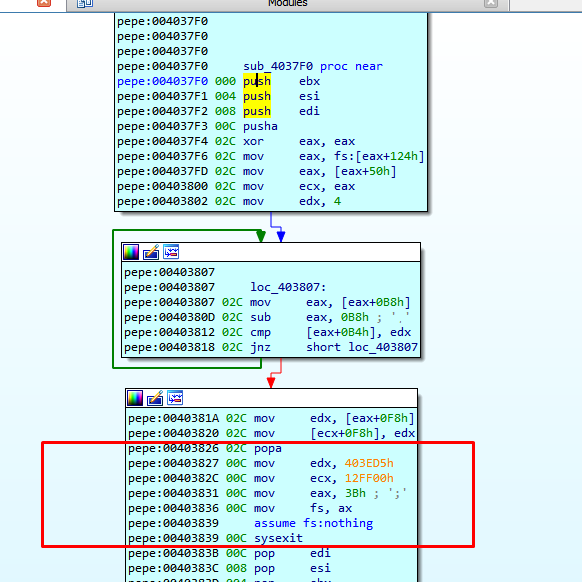 Modules
pepe:004037F0
pepe:004037F0
pepe:004037F0
pepe:004037F0 sub_4037F0 proc near
pepe:004037F0 000 push ebx
pepe:004037F1 004 push esi
pepe:004037F2 008 push edi
pepe:004037F3 00C pusha
pepe:004037F4 02C xor eax, eax
pepe:004037F6 02C mov eax, fs:[eax+124h]
pepe:004037FD 02C mov eax, [eax+50h]
pepe:00403800 02C mov ecx, eax
pepe:00403802 02C mov edx, 4
pepe:00403807
pepe:00403807 loc_403807:
pepe:00403807 02C mov eax, [eax+0B8h]
pepe:0040380D 02C sub eax, 0B8h ; '¸'
pepe:00403812 02C cmp [eax+0B4h], edx
pepe:00403818 02C jnz short loc_403807
pepe:0040381A 02C mov edx, [eax+0F8h]
pepe:00403820 02C mov [ecx+0F8h], edx
pepe:00403826 02C popa
pepe:00403827 00C mov edx, 403ED5h
pepe:0040382C 00C mov ecx, 12FF00h
pepe:00403831 00C mov eax, 3Bh ; ';'
pepe:00403836 00C mov fs, ax
pepe:00403839 assume fs:nothing
pepe:00403839 00C sysexit
pepe:0040383B 00C pop edi
pepe:0040383C 008 pop esi
pepe:0040383D 004 pop ebx